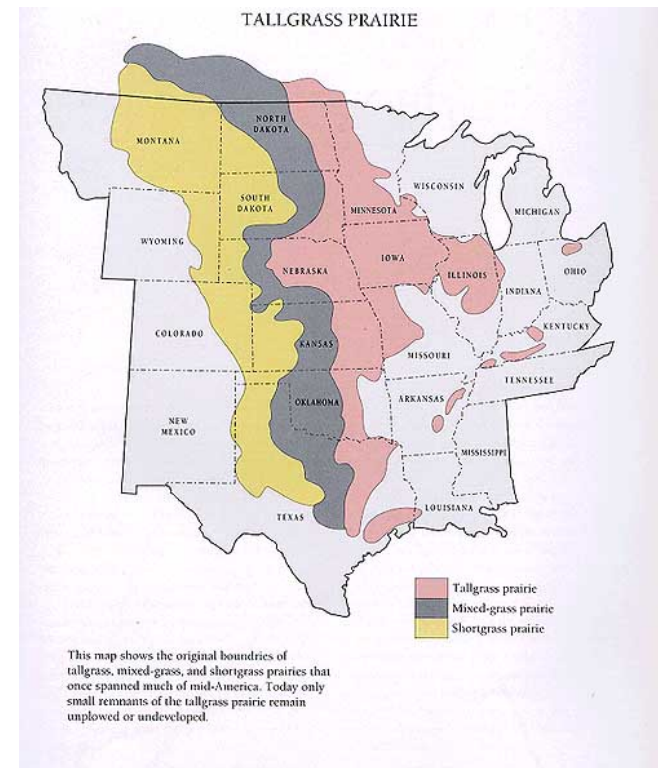 TALLGRASS PRAIRIE
NORTH
DAKOTA
MONTANA
WISCONSIN
SOUTH
DAKOTA
MINNESOTA
MICHIGAN
WYOMING
IOWA
NEBRASKA
ILLINOIS
OHIO
INDIANA
COLORADO
KANSAS
KENTUCKY
MISSOURI
TENNESSEE
OKLAHOMA
ARKANSAS
NEW
MEXICO
MISSISSIPPI
LOUISIANA
TEXAS
Tallgrass prairie
Mixed-grass prairie
Shortgrass prairie
This map shows the original boundries of
tallgrass, mixed-grass, and shortgrass prairies that
once spanned much of mid-America. Today only
small remnants of the tallgrass prairie remain
unplowed or undeveloped.